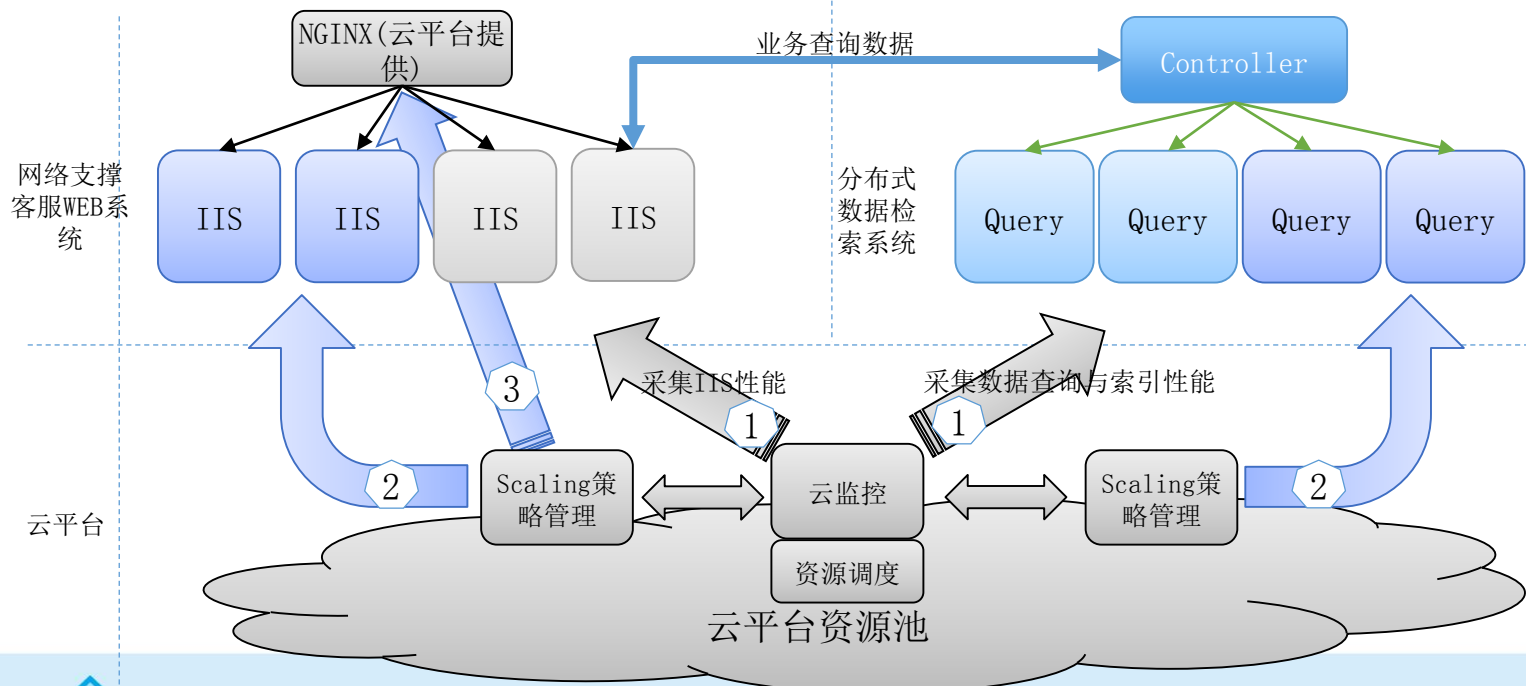 NGINX(云平台提
供)
业务查询数据
Controller
网络支撑
客服WEB系
统
IIS
IIS
IIS
IIS
分布式
数据检
索系统
Query
Query
Query
Query
3
采集IIS性能
1
采集数据查询与索引性能
1
2
Scaling策
略管理
云监控
Scaling策
略管理
2
云平台
资源调度
云平台资源池